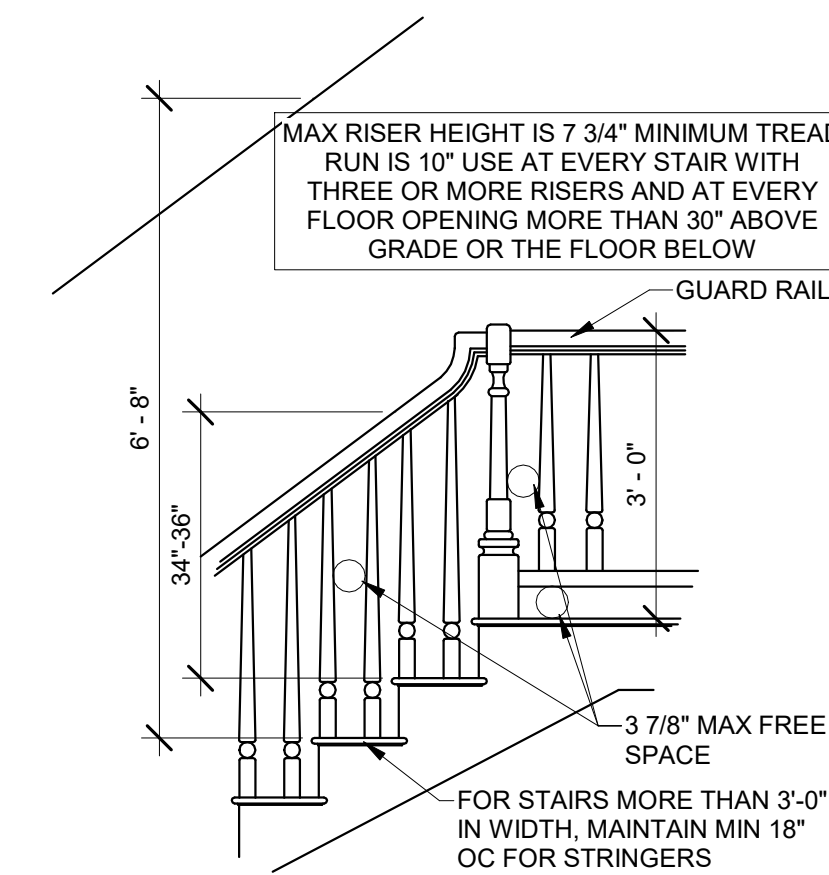 MAX RISER HEIGHT IS 7 3/4" MINIMUM TREAD
RUN IS 10" USE AT EVERY STAIR WITH
THREE OR MORE RISERS AND AT EVERY
FLOOR OPENING MORE THAN 30" ABOVE
GRADE OR THE FLOOR BELOW
GUARD RAIL
6' - 8"
34"-36"
3' - 0"
3 7/8" MAX FREE
SPACE
FOR STAIRS MORE THAN 3'-0"
IN WIDTH, MAINTAIN MIN 18"
OC FOR STRINGERS